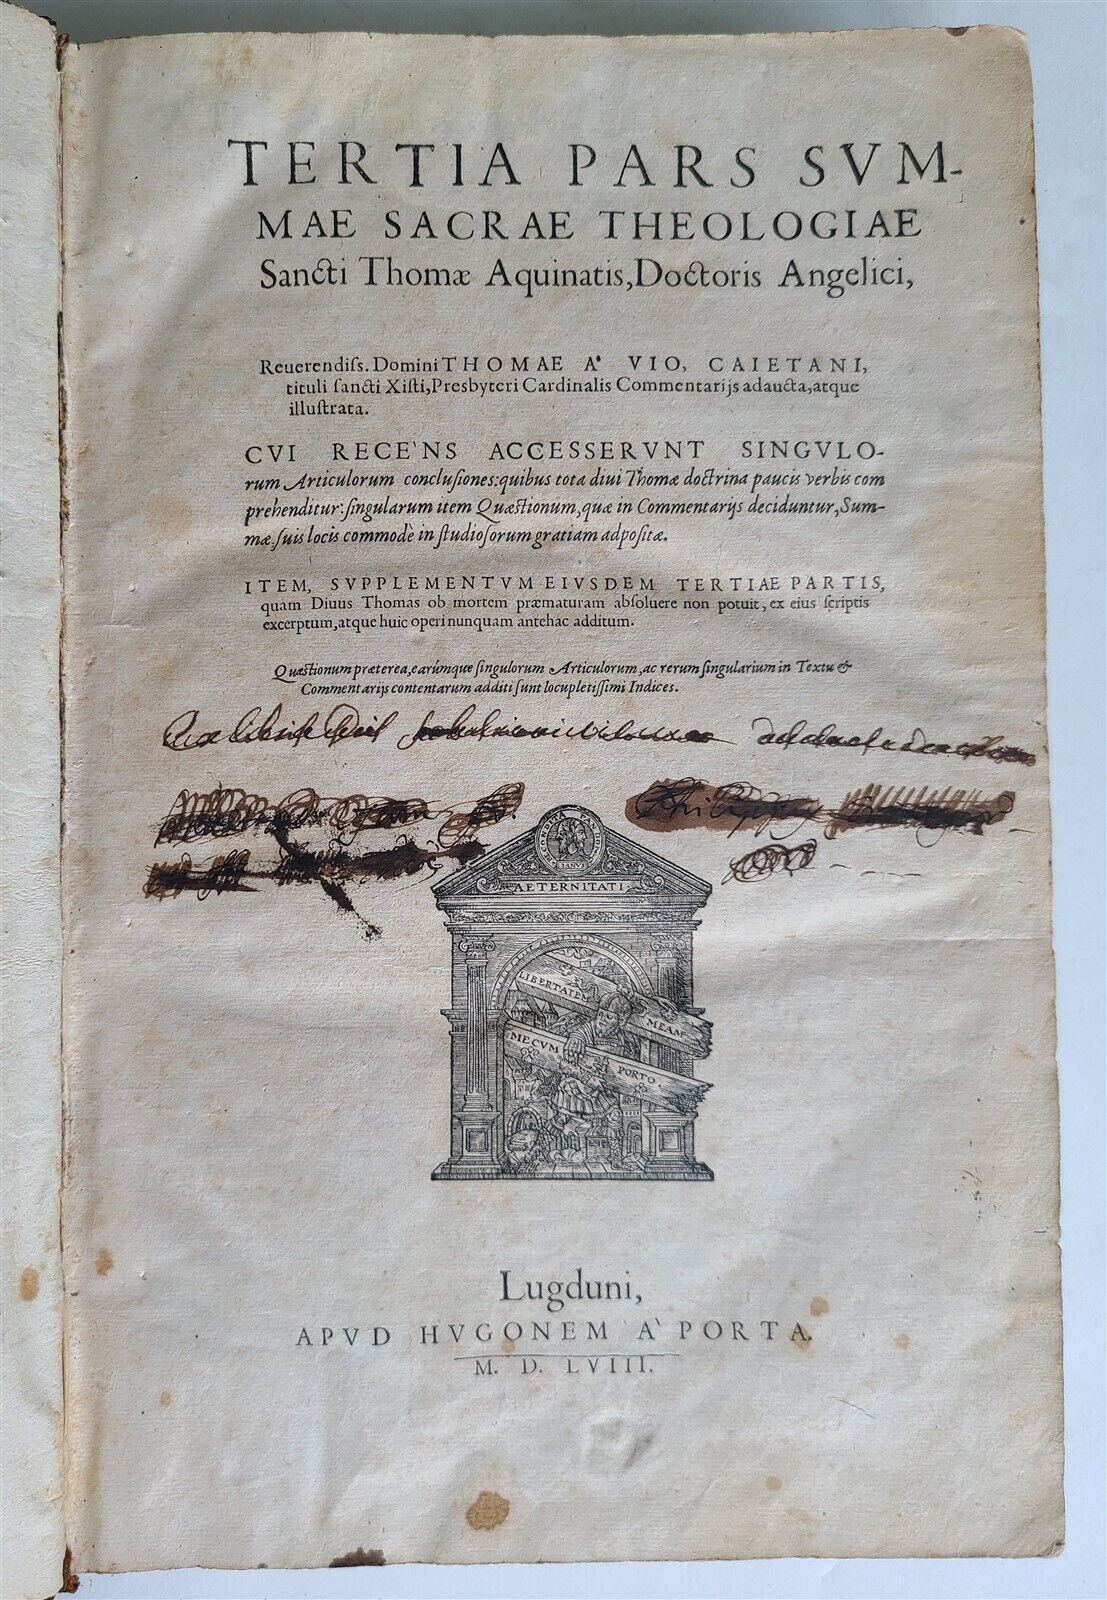 TERTIA PARS SVM-
MAE SACRAE THEOLOGIAE
Sancti Thomæ Aquinatis, Doctoris Angelici,
Reuerendiſs. Domini THOMAE A' VIO, CAIETANI,
tituli ſancti Xiſti, Presbyteri Cardinalis Commentarijs adaucta, atque
illuſtrata.
CVI RECE'NS ACCESSERVNT SINGVLO-
rum Articulorum concluſiones: quibus tota diui Thomæ doctrina paucis verbis com
prehenditur: ſingularum item Quæſtionum, quæ in Commentarijs deciduntur, Sum-
mæ, ſuis locis commodè in ſtudioſorum gratiam adpoſitæ.
ITEM, SVPPLEMENTVM EIVSDEM TERTIAE PARTIS,
quam Diuus Thomas ob mortem præmaturam abſoluere non potuit, ex eius ſcriptis
excerptum, atque huic operi nunquam antehac additum.
Quæſtionum præterea, earúmque ſingulorum Articulorum, ac rerum ſingularium in Textu &
Commentarijs contentarum additi ſunt locupletiſsimi Indices.
Philippus
AETERNITATI
LIBERTATEM
MEAM
MECVM
PORTO
Lugduni,
APVD HVGONEM A' PORTA.
M. D. LVIII.